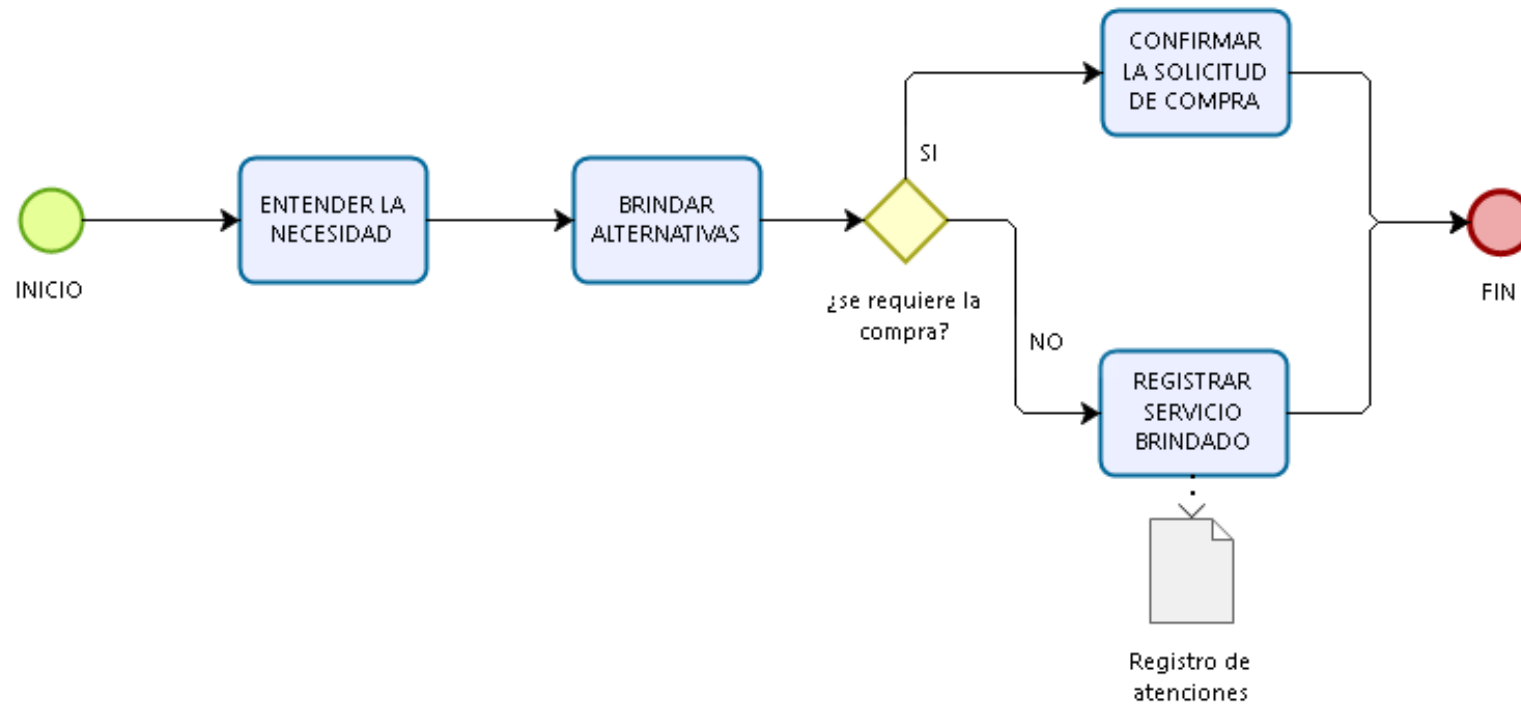 INICIO
ENTENDER LA
NECESIDAD
BRINDAR
ALTERNATIVAS
¿se requiere la
compra?
SI
CONFIRMAR
LA SOLICITUD
DE COMPRA
NO
REGISTRAR
SERVICIO
BRINDADO
Registro de
atenciones
FIN